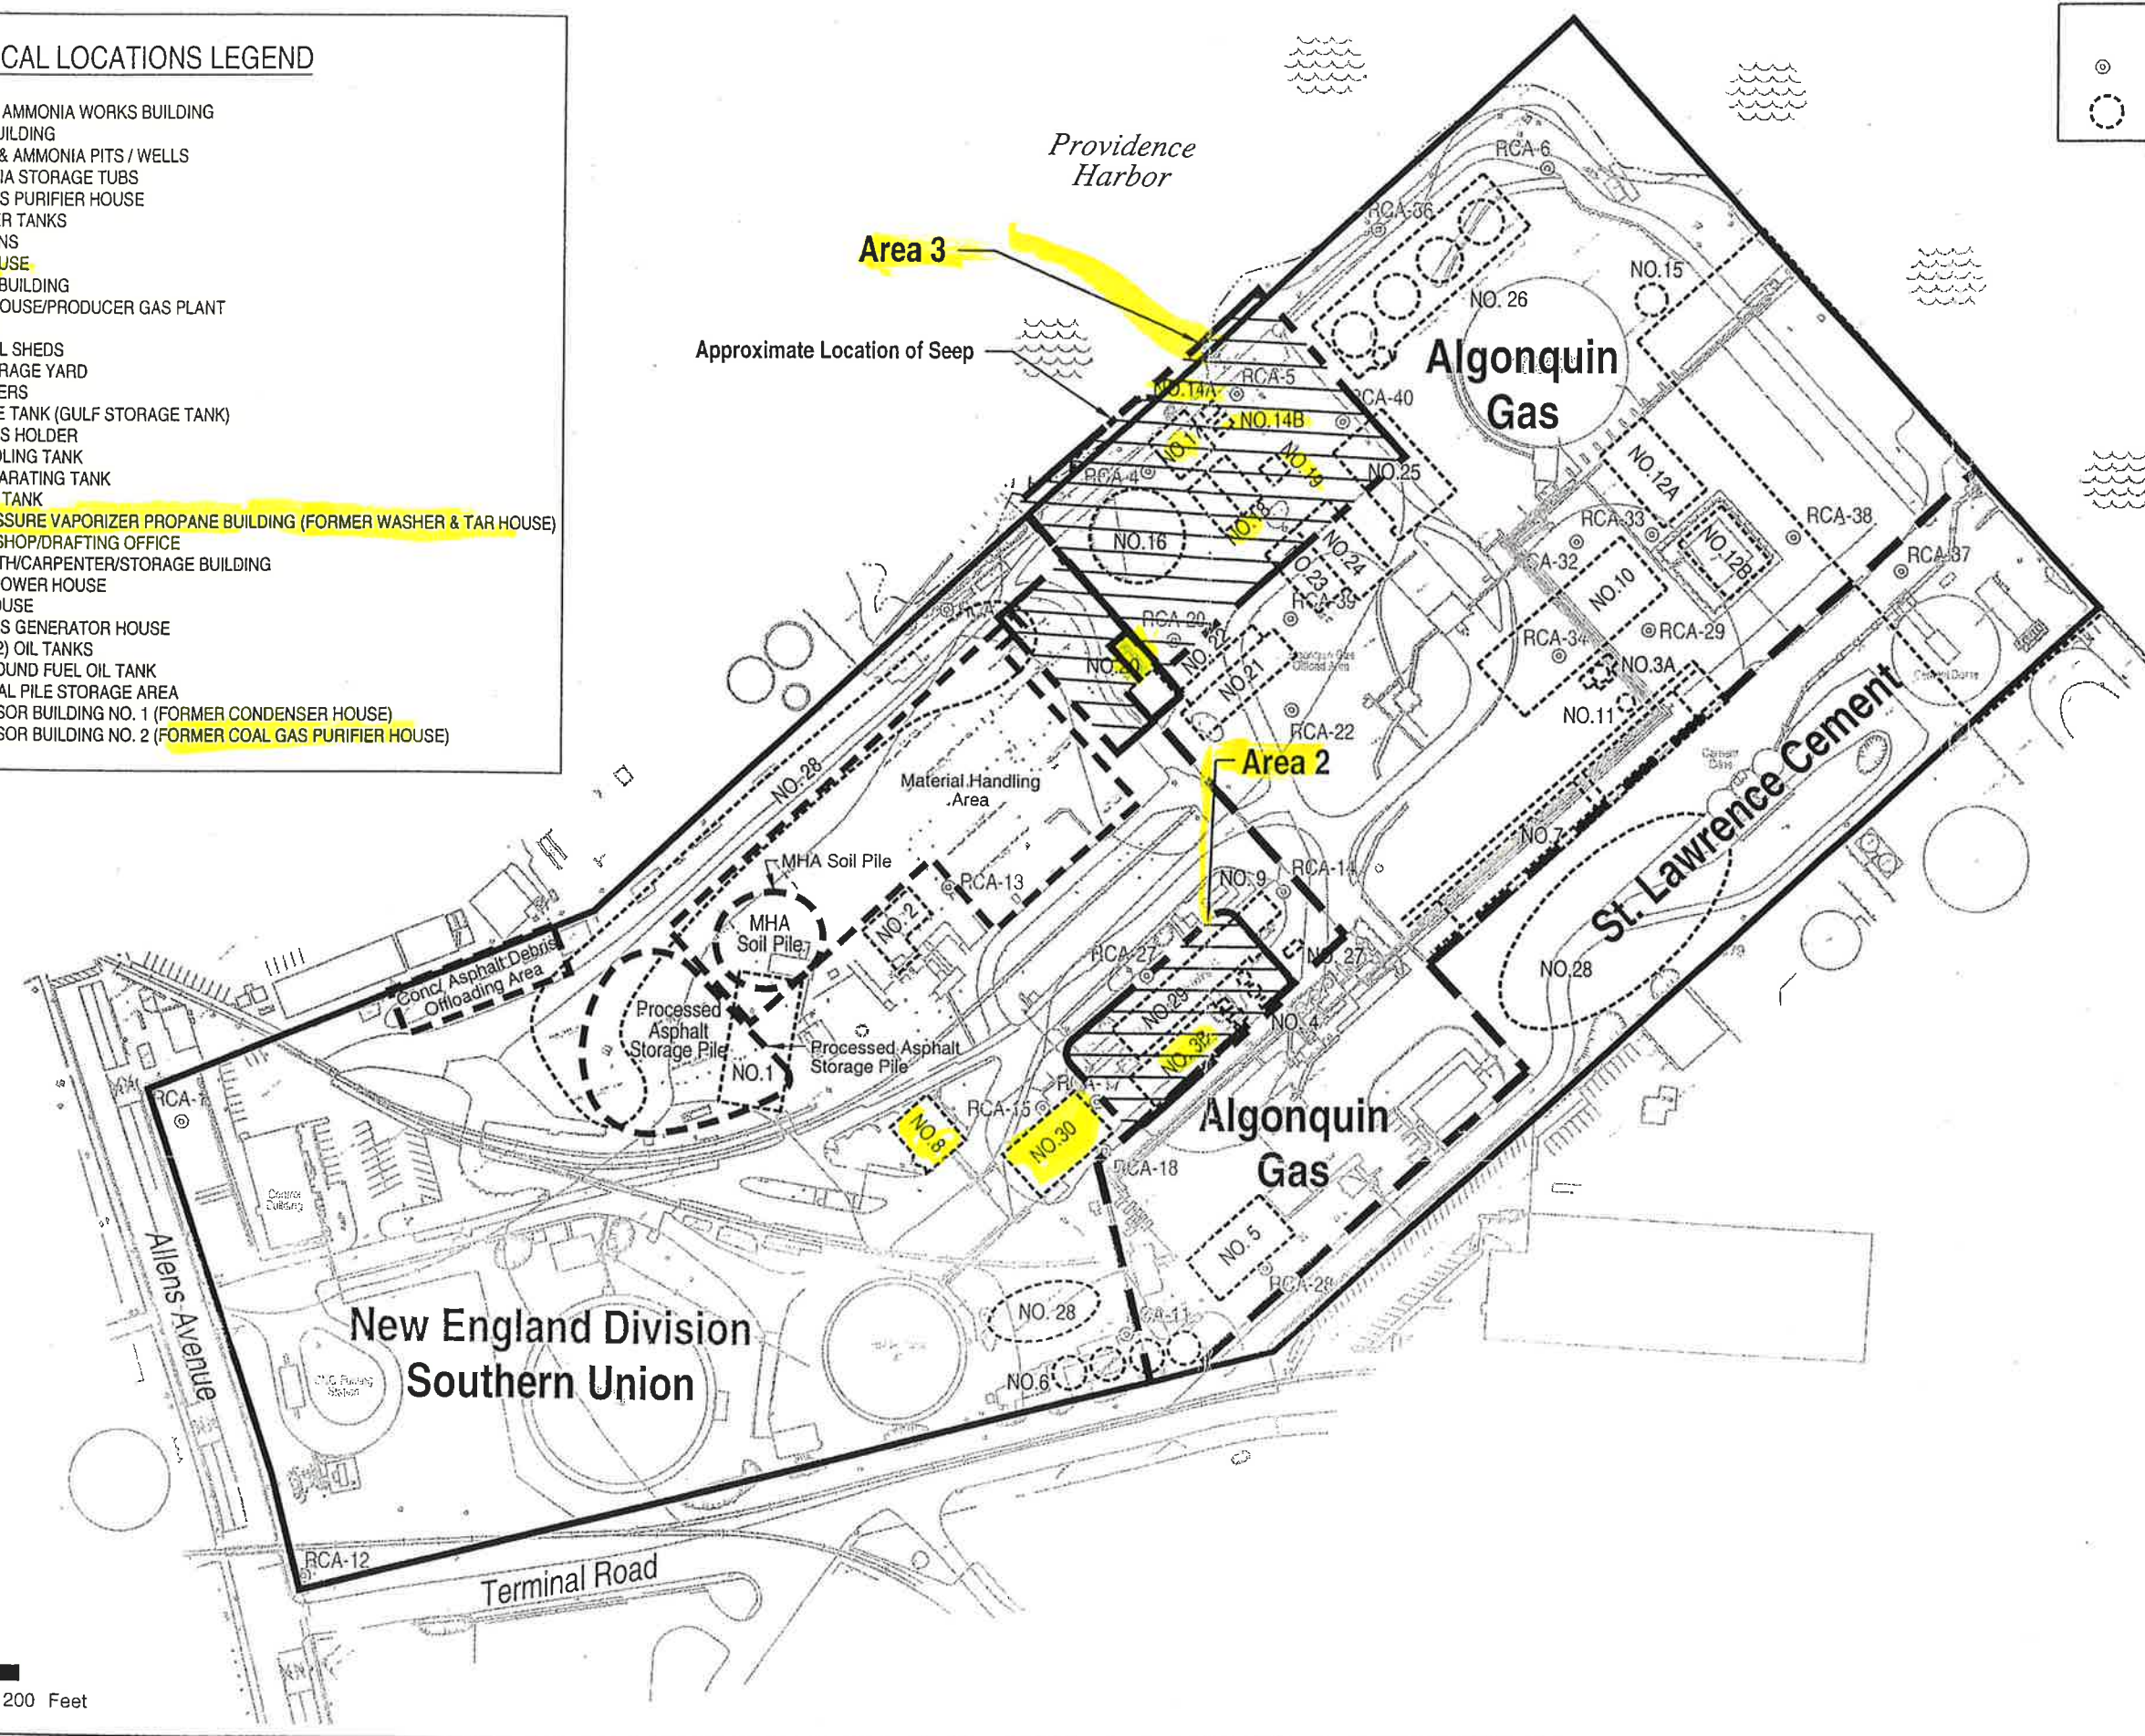 CAL LOCATIONS LEGEND
AMMONIA WORKS BUILDING
UILDING
& AMMONIA PITS / WELLS
IA STORAGE TUBS
S PURIFIER HOUSE
R TANKS
NS
USE
BUILDING
OUSE/PRODUCER GAS PLANT
L SHEDS
RAGE YARD
ERS
E TANK (GULF STORAGE TANK)
S HOLDER
LING TANK
ARATING TANK
TANK
SSURE VAPORIZER PROPANE BUILDING (FORMER WASHER & TAR HOUSE)
SHOP/DRAFTING OFFICE
TH/CARPENTER/STORAGE BUILDING
OWER HOUSE
USE
S GENERATOR HOUSE
2) OIL TANKS
OUND FUEL OIL TANK
AL PILE STORAGE AREA
SOR BUILDING NO. 1 (FORMER CONDENSER HOUSE)
SOR BUILDING NO. 2 (FORMER COAL GAS PURIFIER HOUSE)
Providence
Harbor
RCA-6
RCA-36
Area 3
NO.15
NO. 26
Approximate Location of Seep
Algonquin
Gas
RCA-5
NO.14A
RCA-40
NO.14B
NO.19
RCA-4
NO.25
NO.12A
NO.16
NO.18
RCA-33
RCA-38
NO.24
NO.12B
RCA-37
CA-32
O.23
NO.10
RCA-39
RCA-20
RCA-34
RCA-29
NO.20
NO.22
NO.21
NO.3A
NO.11
RCA-22
Area 2
St. Lawrence Cement
Material Handling
Area
NO.28
NO.7
MHA Soil Pile
RCA-13
RCA-14
NO. 9
NO. 2
MHA
Soil Pile
RCA-27
NO. 27
NO.28
Conc/ Asphalt Debris
Offloading Area
NO.29
Processed
Asphalt
Storage Pile
NO. 4
Processed Asphalt
Storage Pile
NO.1
RCA-17
RCA-15
RCA-1
NO.8
NO.30
Algonquin
Gas
RCA-18
Control
Building
NO. 5
RCA-28
Allens Avenue
New England Division
Southern Union
NO. 28
CA-11
NO.6
RCA-12
Terminal Road
200 Feet